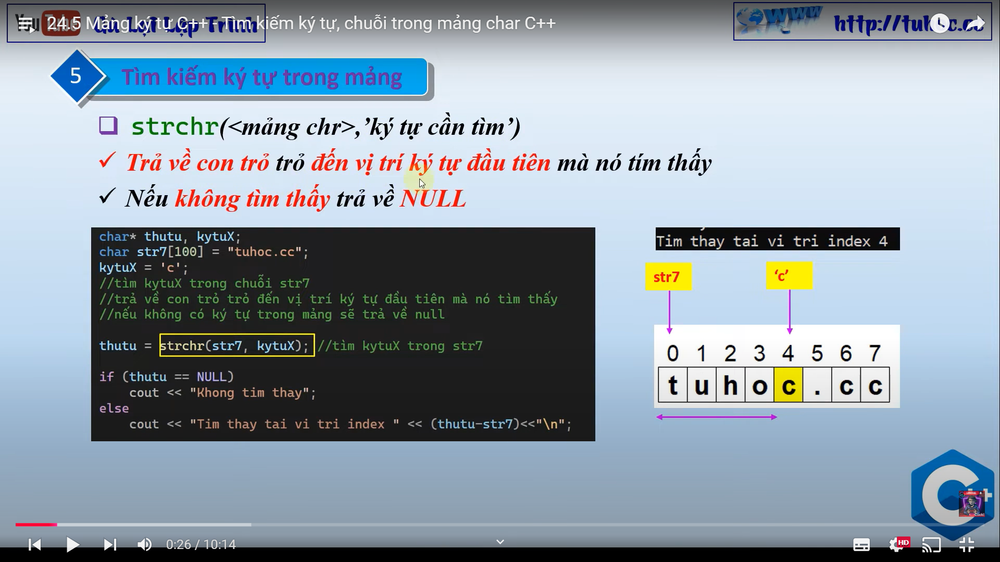 24.5 Mảng ký tự C++ - Tìm kiếm ký tự, chuỗi trong mảng char C++
YouTube Cù Lại Lập Trình
http://tuhoc.cc
5 Tìm kiếm ký tự trong mảng
strchr(<mảng chr>,’ký tự cần tìm’)
Trả về con trỏ trỏ đến vị trí ký tự đầu tiên mà nó tím thấy
Nếu không tìm thấy trả về NULL
char* thutu, kytuX;
char str7[100] = "tuhoc.cc";
kytuX = 'c';
//tìm kytuX trong chuỗi str7
//trả về con trỏ trỏ đến vị trí ký tự đầu tiên mà nó tìm thấy
//nếu không có ký tự trong mảng sẽ trả về null
thutu = strchr(str7, kytuX); //tìm kytuX trong str7
if (thutu == NULL)
cout << "Khong tim thay";
else
cout << "Tim thay tai vi tri index " << (thutu-str7)<<"\n";
Tim thay tai vi tri index 4
str7
‘c’
0 1 2 3 4 5 6 7
t u h o c . c c
C++
0:26 / 10:14
HD